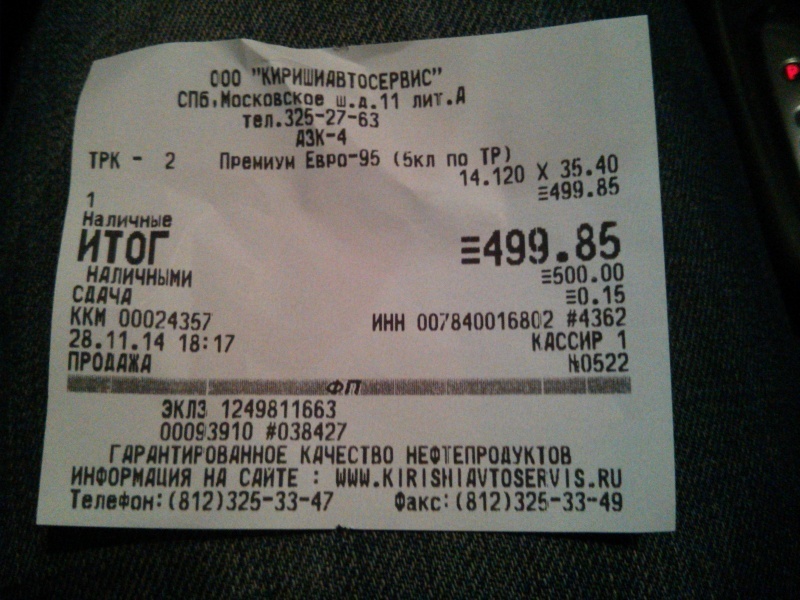 ООО "КИРИШИАВТОСЕРВИС"
СПб,Московское ш.д.11 лит.А
тел.325-27-63
АЗК-4
ТРК - 2 Премиум Евро-95 (5кл по ТР)
14.120 X 35.40
≡499.85
1
Наличные
ИТОГ ≡499.85
НАЛИЧНЫМИ ≡500.00
СДАЧА ≡0.15
ККМ 00024357 ИНН 007840016802 #4362
28.11.14 18:17 КАССИР 1
ПРОДАЖА №0522
ФП
ЭКЛЗ 1249811663
00093910 #038427
ГАРАНТИРОВАННОЕ КАЧЕСТВО НЕФТЕПРОДУКТОВ
ИНФОРМАЦИЯ НА САЙТЕ : WWW.KIRISHIAVTOSERVIS.RU
Телефон:(812)325-33-47 Факс:(812)325-33-49
P